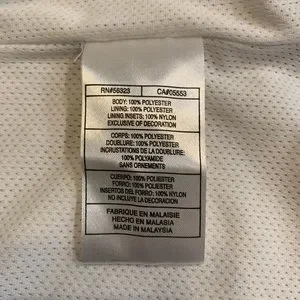 RN#56323 CA#05553
BODY: 100% POLYESTER
LINING: 100% POLYESTER
LINING INSETS: 100% NYLON
EXCLUSIVE OF DECORATION
CORPS: 100% POLYESTER
DOUBLURE: 100% POLYESTER
INCRUSTATIONS DE LA DOUBLURE:
100% POLYAMIDE
SANS ORNEMENTS
CUERPO: 100% POLYESTER
FORRO: 100% POLYESTER
INSERTOS DEL FORRO: 100% NYLON
NO INCLUYE LA DECORACION
FABRIQUE EN MALAISIE
HECHO EN MALASIA
MADE IN MALAYSIA